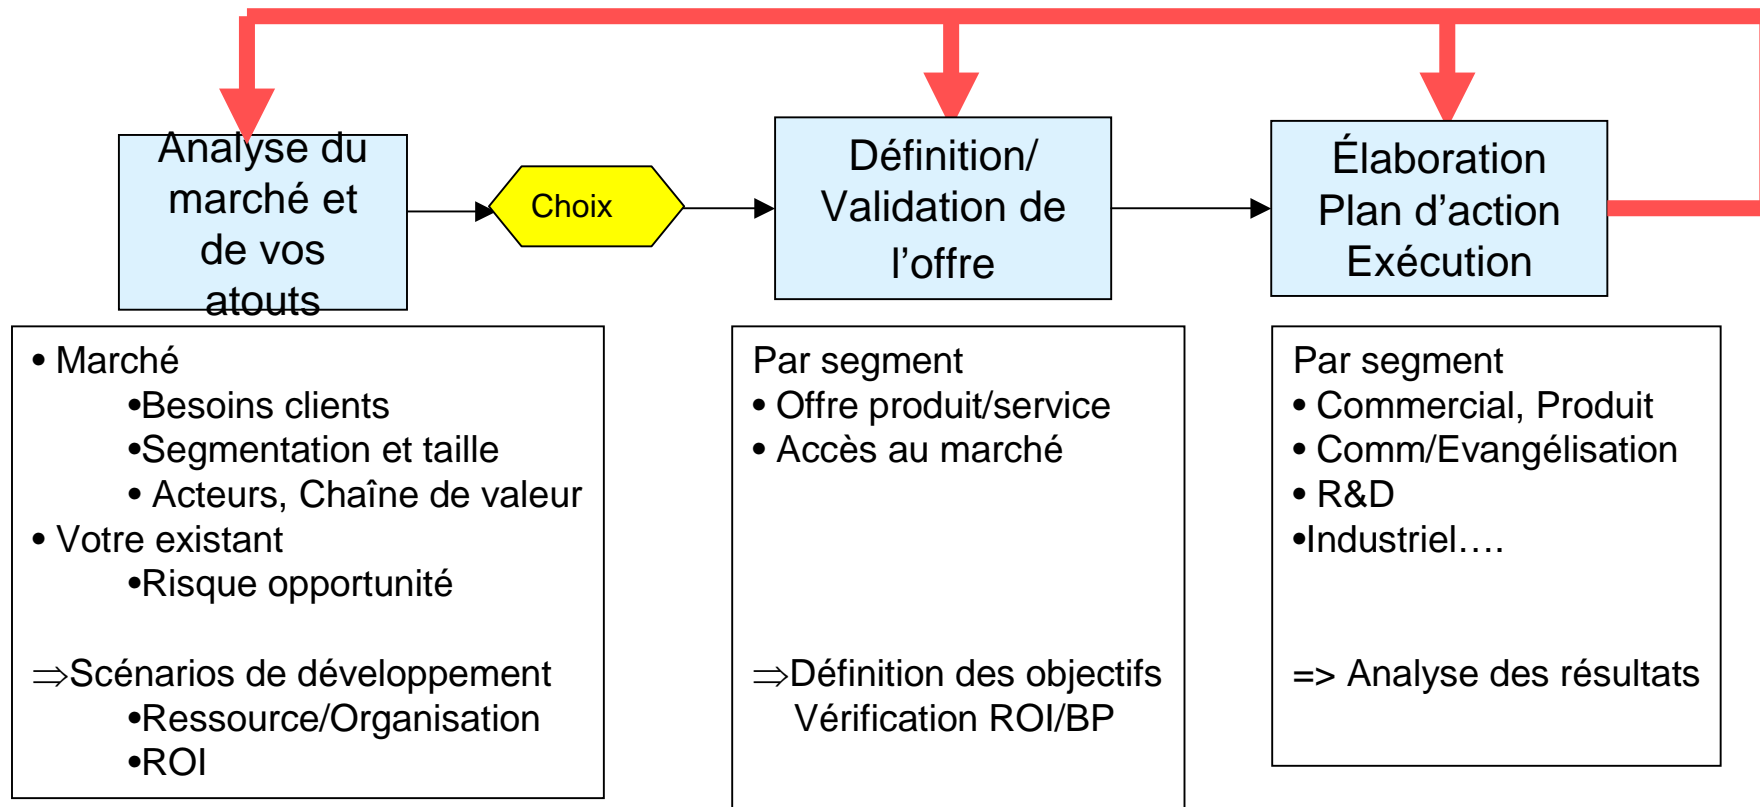 Analyse du
marché et
de vos
atouts
Choix
Définition/
Validation de
l’offre
Élaboration
Plan d’action
Exécution
• Marché
•Besoins clients
•Segmentation et taille
• Acteurs, Chaîne de valeur
• Votre existant
•Risque opportunité
⇒Scénarios de développement
•Ressource/Organisation
•ROI
Par segment
• Offre produit/service
• Accès au marché
⇒Définition des objectifs
Vérification ROI/BP
Par segment
• Commercial, Produit
• Comm/Evangélisation
• R&D
•Industriel….
=> Analyse des résultats